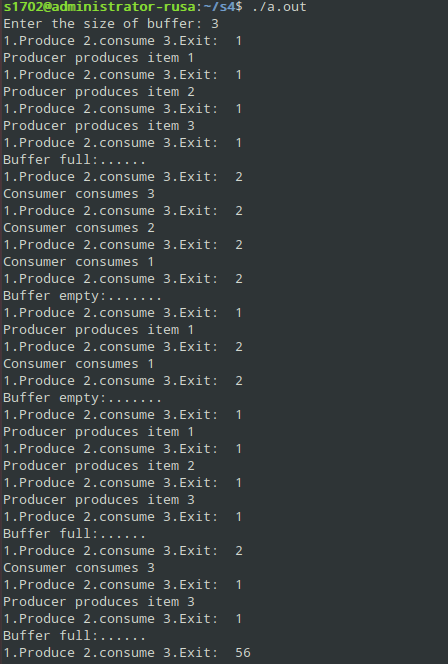 s1702@administrator-rusa:~/s4$ ./a.out
Enter the size of buffer: 3
1.Produce 2.consume 3.Exit:  1
Producer produces item 1
1.Produce 2.consume 3.Exit:  1
Producer produces item 2
1.Produce 2.consume 3.Exit:  1
Producer produces item 3
1.Produce 2.consume 3.Exit:  1
Buffer full:......
1.Produce 2.consume 3.Exit:  2
Consumer consumes 3
1.Produce 2.consume 3.Exit:  2
Consumer consumes 2
1.Produce 2.consume 3.Exit:  2
Consumer consumes 1
1.Produce 2.consume 3.Exit:  2
Buffer empty:.......
1.Produce 2.consume 3.Exit:  1
Producer produces item 1
1.Produce 2.consume 3.Exit:  2
Consumer consumes 1
1.Produce 2.consume 3.Exit:  2
Buffer empty:.......
1.Produce 2.consume 3.Exit:  1
Producer produces item 1
1.Produce 2.consume 3.Exit:  1
Producer produces item 2
1.Produce 2.consume 3.Exit:  1
Producer produces item 3
1.Produce 2.consume 3.Exit:  1
Buffer full:......
1.Produce 2.consume 3.Exit:  2
Consumer consumes 3
1.Produce 2.consume 3.Exit:  1
Producer produces item 3
1.Produce 2.consume 3.Exit:  1
Buffer full:......
1.Produce 2.consume 3.Exit:  56